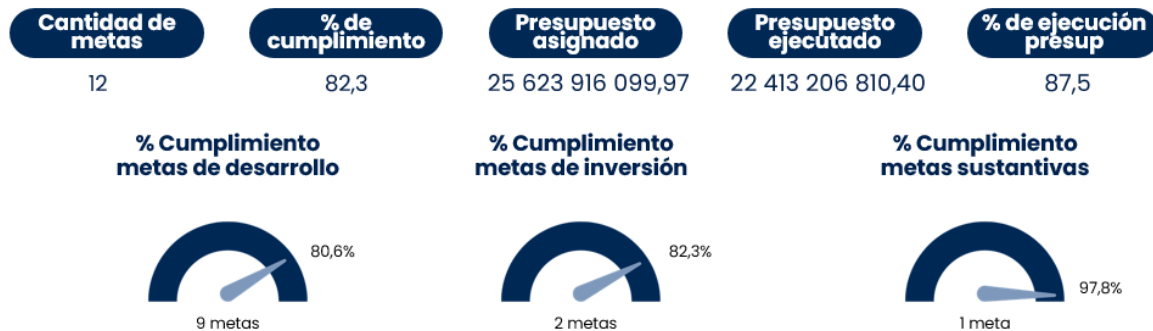 Cantidad de
metas
% de
cumplimiento
Presupuesto
asignado
Presupuesto
ejecutado
% de ejecución
presup
12
82,3
25 623 916 099,97
22 413 206 810,40
87,5
% Cumplimiento
metas de desarrollo
% Cumplimiento
metas de inversión
% Cumplimiento
metas sustantivas
80,6%
82,3%
97,8%
9 metas
2 metas
1 meta